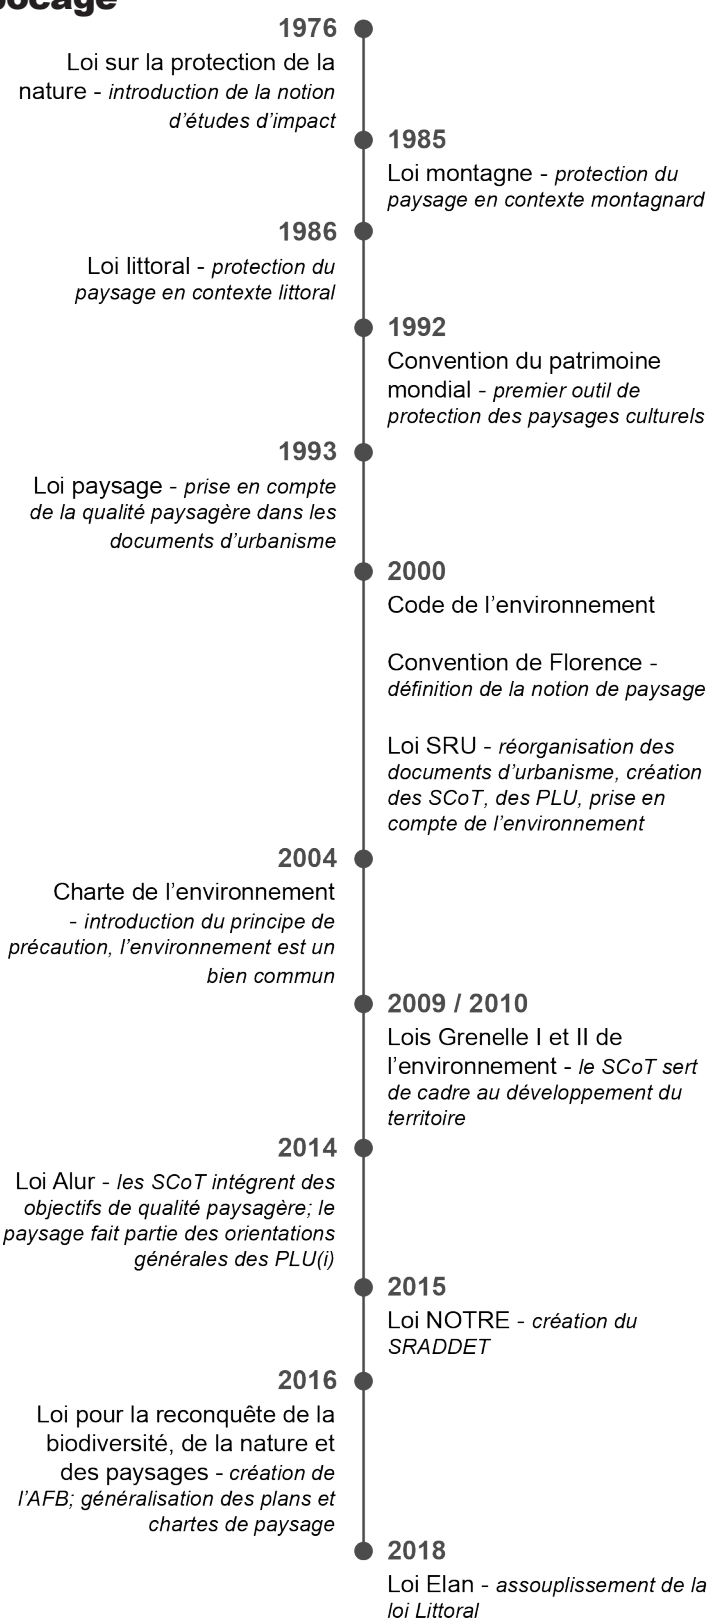 bocage
1976
Loi sur la protection de la
nature - introduction de la notion
d’études d’impact
1985
Loi montagne - protection du
paysage en contexte montagnard
1986
Loi littoral - protection du
paysage en contexte littoral
1992
Convention du patrimoine
mondial - premier outil de
protection des paysages culturels
1993
Loi paysage - prise en compte
de la qualité paysagère dans les
documents d’urbanisme
2000
Code de l’environnement
Convention de Florence -
définition de la notion de paysage
Loi SRU - réorganisation des
documents d’urbanisme, création
des SCoT, des PLU, prise en
compte de l’environnement
2004
Charte de l’environnement
- introduction du principe de
précaution, l’environnement est un
bien commun
2009 / 2010
Lois Grenelle I et II de
l’environnement - le SCoT sert
de cadre au développement du
territoire
2014
Loi Alur - les SCoT intégrent des
objectifs de qualité paysagère; le
paysage fait partie des orientations
générales des PLU(i)
2015
Loi NOTRE - création du
SRADDET
2016
Loi pour la reconquête de la
biodiversité, de la nature et
des paysages - création de
l’AFB; généralisation des plans et
chartes de paysage
2018
Loi Elan - assouplissement de la
loi Littoral